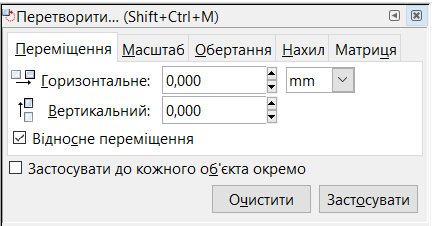 Перетворити... (Shift+Ctrl+M)
Переміщення Масштаб Обертання Нахил Матриця
Горизонтальне: 0,000 mm
Вертикальний: 0,000
Відносне переміщення
Застосувати до кожного об'єкта окремо
Очистити Застосувати